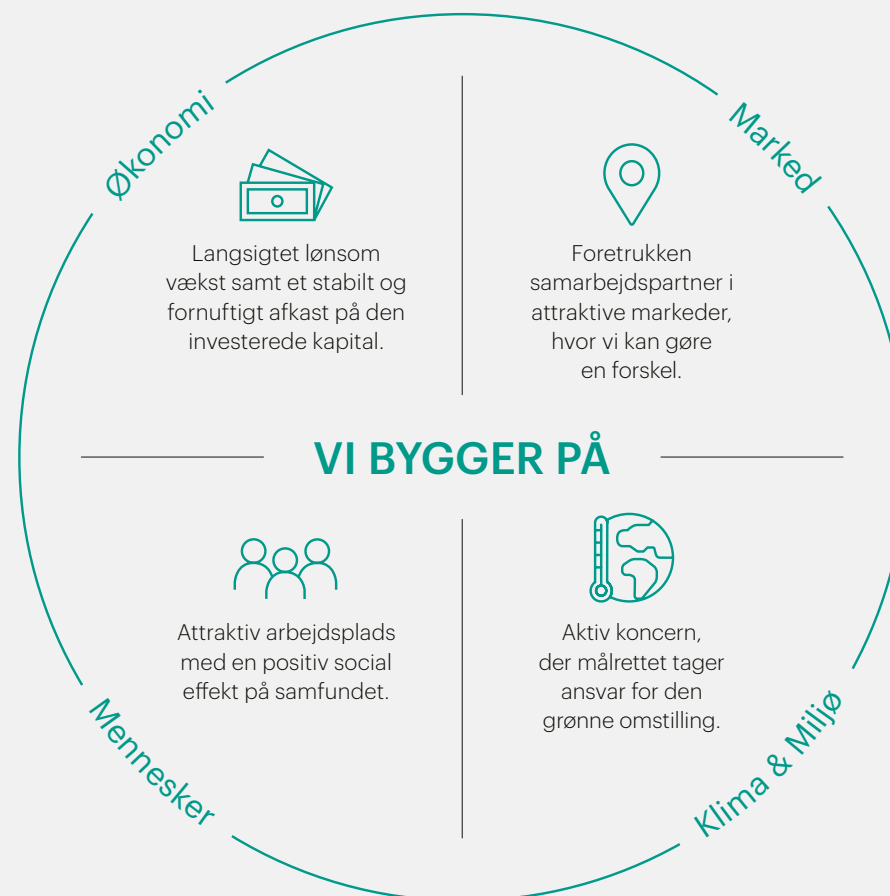 Økonomi
Langsigtet lønsom
vækst samt et stabilt og
fornuftigt afkast på den
investerede kapital.
Marked
Foretrukken
samarbejdspartner i
attraktive markeder,
hvor vi kan gøre
en forskel.
VI BYGGER PÅ
Mennesker
Attraktiv arbejdsplads
med en positiv social
effekt på samfundet.
Klima & Miljø
Aktiv koncern,
der målrettet tager
ansvar for den
grønne omstilling.